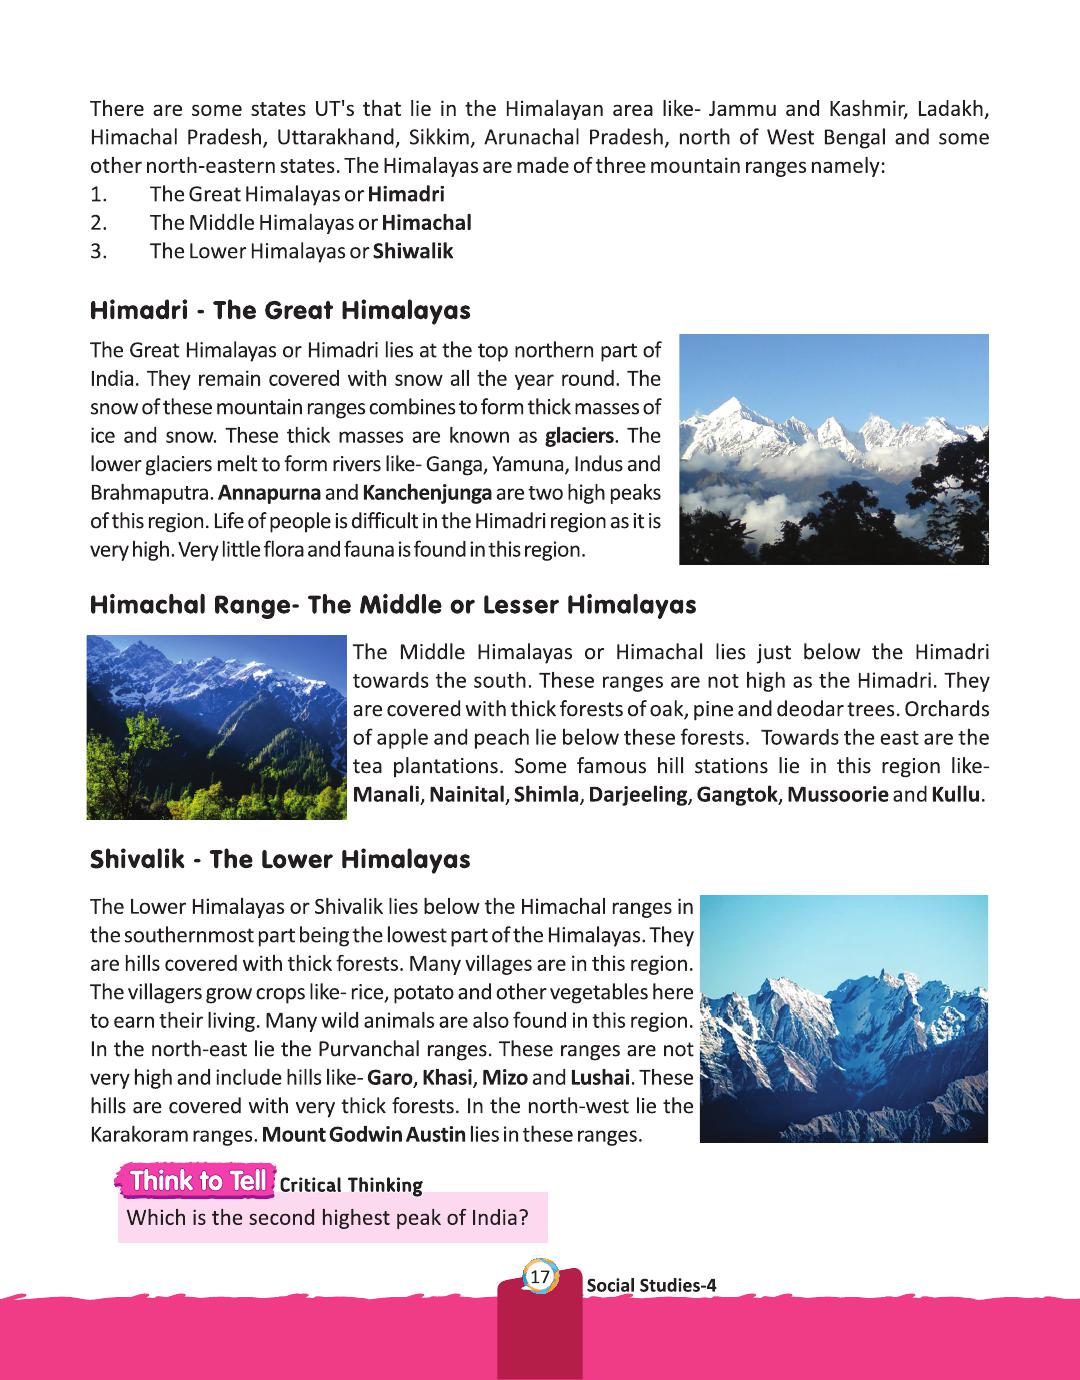 There are some states UT's that lie in the Himalayan area like- Jammu and Kashmir, Ladakh,
Himachal Pradesh, Uttarakhand, Sikkim, Arunachal Pradesh, north of West Bengal and some
other north-eastern states. The Himalayas are made of three mountain ranges namely:
1. The Great Himalayas or Himadri
2. The Middle Himalayas or Himachal
3. The Lower Himalayas or Shiwalik
Himadri - The Great Himalayas
The Great Himalayas or Himadri lies at the top northern part of
India. They remain covered with snow all the year round. The
snow of these mountain ranges combines to form thick masses of
ice and snow. These thick masses are known as glaciers. The
lower glaciers melt to form rivers like- Ganga, Yamuna, Indus and
Brahmaputra. Annapurna and Kanchenjunga are two high peaks
of this region. Life of people is difficult in the Himadri region as it is
very high. Very little flora and fauna is found in this region.
Himachal Range- The Middle or Lesser Himalayas
The Middle Himalayas or Himachal lies just below the Himadri
towards the south. These ranges are not high as the Himadri. They
are covered with thick forests of oak, pine and deodar trees. Orchards
of apple and peach lie below these forests. Towards the east are the
tea plantations. Some famous hill stations lie in this region like-
Manali, Nainital, Shimla, Darjeeling, Gangtok, Mussoorie and Kullu.
Shivalik - The Lower Himalayas
The Lower Himalayas or Shivalik lies below the Himachal ranges in
the southernmost part being the lowest part of the Himalayas. They
are hills covered with thick forests. Many villages are in this region.
The villagers grow crops like- rice, potato and other vegetables here
to earn their living. Many wild animals are also found in this region.
In the north-east lie the Purvanchal ranges. These ranges are not
very high and include hills like- Garo, Khasi, Mizo and Lushai. These
hills are covered with very thick forests. In the north-west lie the
Karakoram ranges. Mount Godwin Austin lies in these ranges.
Think to Tell Critical Thinking
Which is the second highest peak of India?
17 Social Studies-4